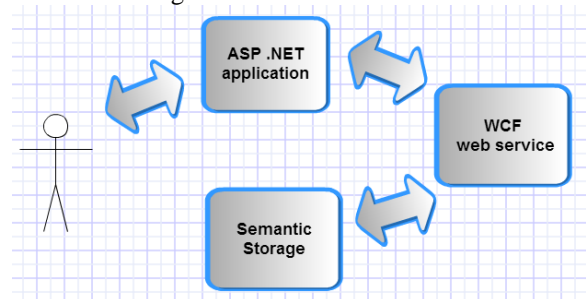 ASP .NET
application
WCF
web service
Semantic
Storage